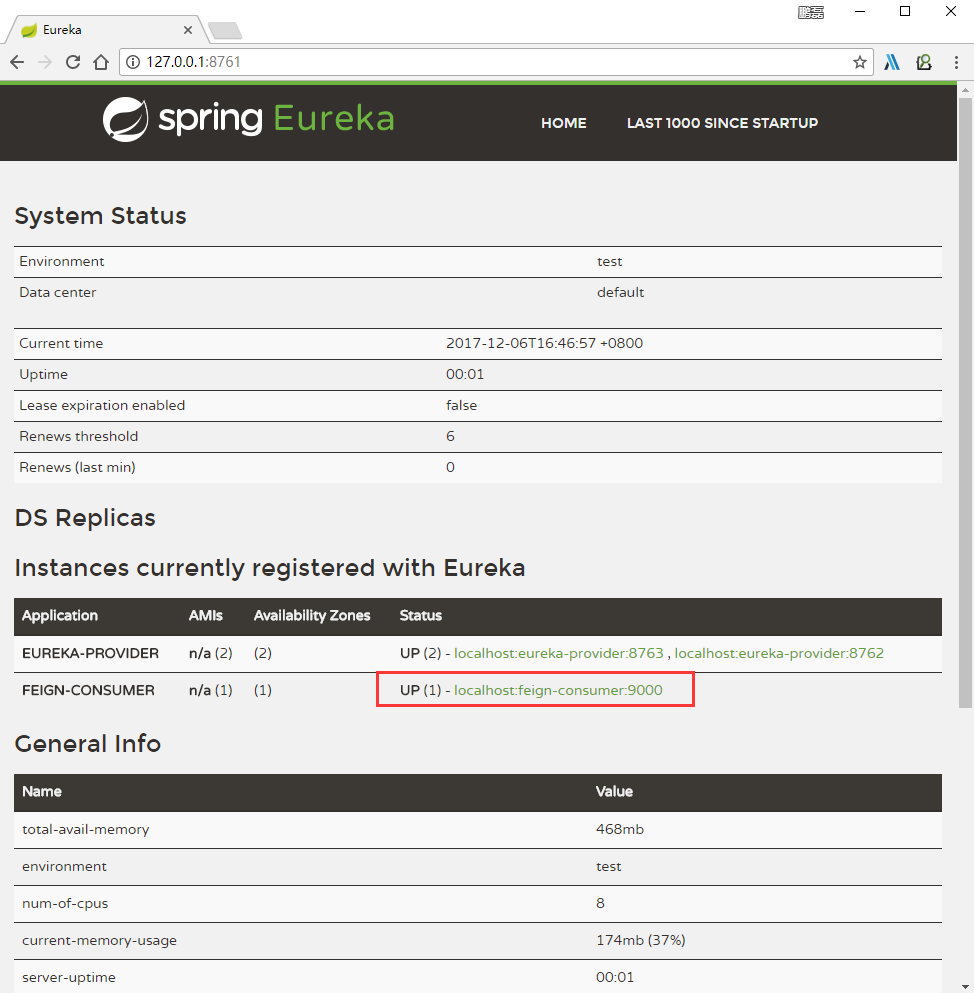 鹏磊
Eureka
127.0.0.1:8761
spring Eureka
HOME LAST 1000 SINCE STARTUP
System Status
Environment test
Data center default
Current time 2017-12-06T16:46:57 +0800
Uptime 00:01
Lease expiration enabled false
Renews threshold 6
Renews (last min) 0
DS Replicas
Instances currently registered with Eureka
Application AMIs Availability Zones Status
EUREKA-PROVIDER n/a (2) (2) UP (2) - localhost:eureka-provider:8763 , localhost:eureka-provider:8762
FEIGN-CONSUMER n/a (1) (1) UP (1) - localhost:feign-consumer:9000
General Info
Name Value
total-avail-memory 468mb
environment test
num-of-cpus 8
current-memory-usage 174mb (37%)
server-uptime 00:01